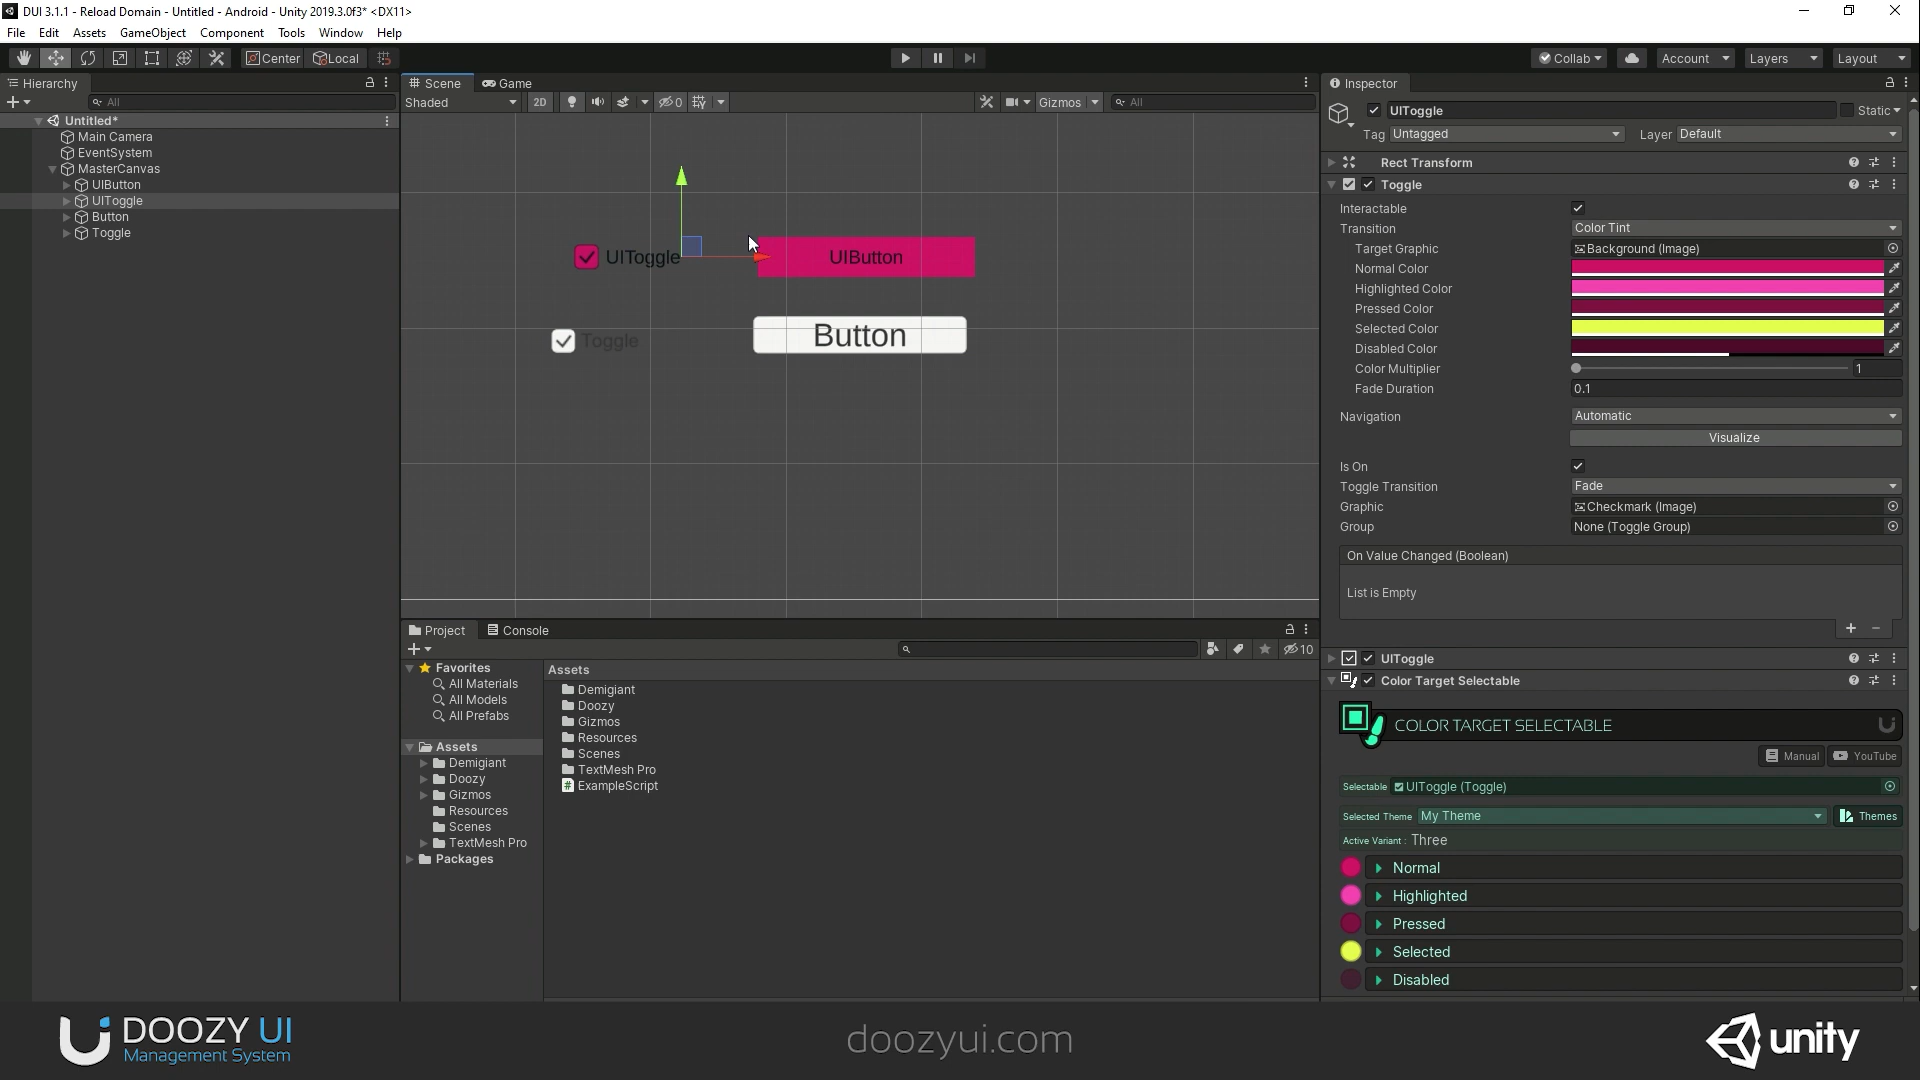 DUI 3.1.1 - Reload Domain - Untitled - Android - Unity 2019.3.0f3* <DX11>
File Edit Assets GameObject Component Tools Window Help
Center Local Collab Account Layers Layout
Hierarchy
All
Untitled*
Main Camera
EventSystem
MasterCanvas
UIButton
UIToggle
Button
Toggle
Scene Game
Shaded 2D 0 Gizmos All
UIToggle UIButton
Toggle Button
Project Console
10
Favorites
All Materials
All Models
All Prefabs
Assets
Demigiant
Doozy
Gizmos
Resources
Scenes
TextMesh Pro
Packages
Assets
Demigiant
Doozy
Gizmos
Resources
Scenes
TextMesh Pro
ExampleScript
Inspector
UIToggle Static
Tag Untagged Layer Default
Rect Transform
Toggle
Interactable
Transition Color Tint
Target Graphic Background (Image)
Normal Color
Highlighted Color
Pressed Color
Selected Color
Disabled Color
Color Multiplier 1
Fade Duration 0.1
Navigation Automatic
Visualize
Is On
Toggle Transition Fade
Graphic Checkmark (Image)
Group None (Toggle Group)
On Value Changed (Boolean)
List is Empty
UIToggle
Color Target Selectable
COLOR TARGET SELECTABLE
Manual YouTube
Selectable UIToggle (Toggle)
Selected Theme My Theme Themes
Active Variant : Three
Normal
Highlighted
Pressed
Selected
Disabled
DOOZY UI
Management System
doozyui.com
unity